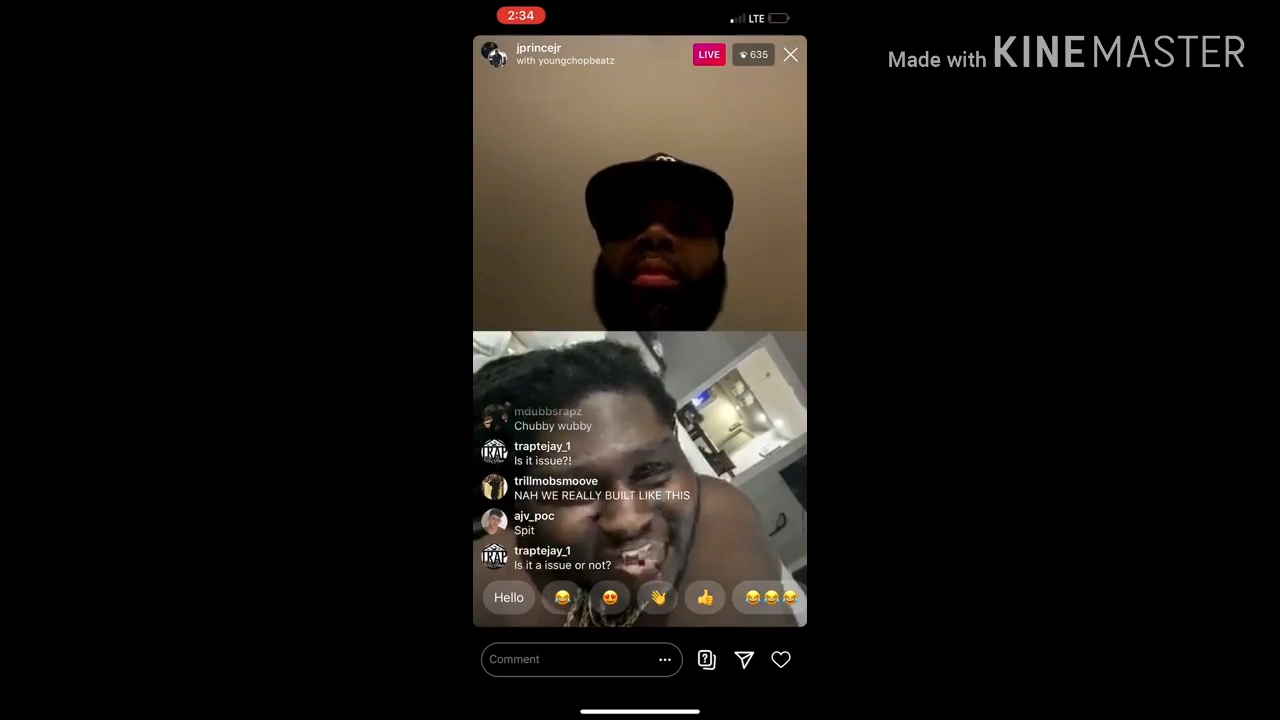 2:34
LTE
jprincejr
with youngchopbeatz
LIVE
635
Made with KINEMASTER
mdubbsrapz
Chubby wubby
traptejay_1
Is it issue?!
trillmobsmoove
NAH WE REALLY BUILT LIKE THIS
ajv_poc
Spit
traptejay_1
Is it a issue or not?
Hello
Comment